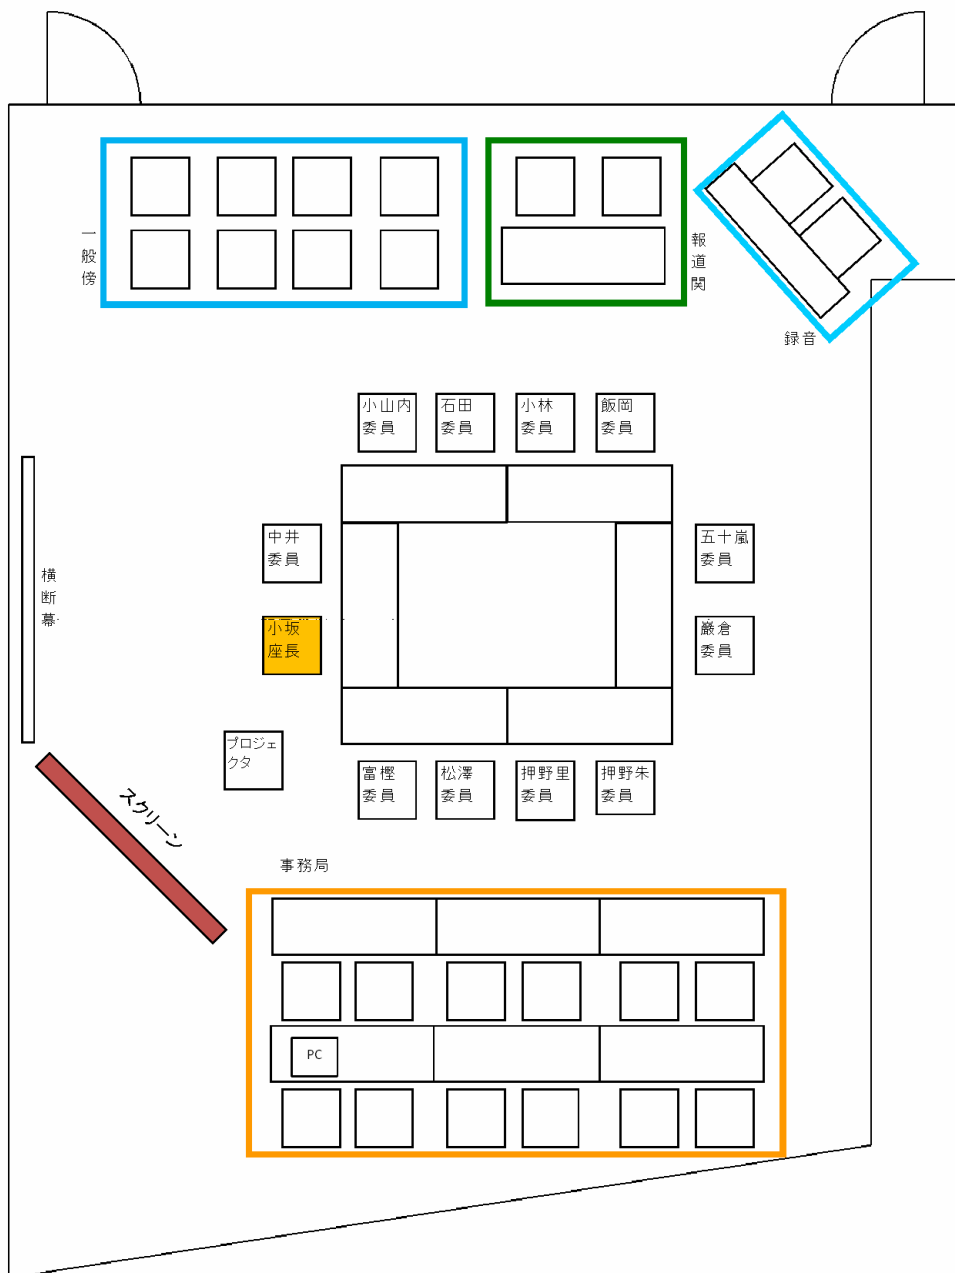 一般傍
報道関
録音
小山内
委員
石田
委員
小林
委員
飯岡
委員
中井
委員
五十嵐
委員
横断幕
小坂
座長
巌倉
委員
プロジェ
クタ
富樫
委員
松澤
委員
押野里
委員
押野朱
委員
スクリーン
事務局
PC